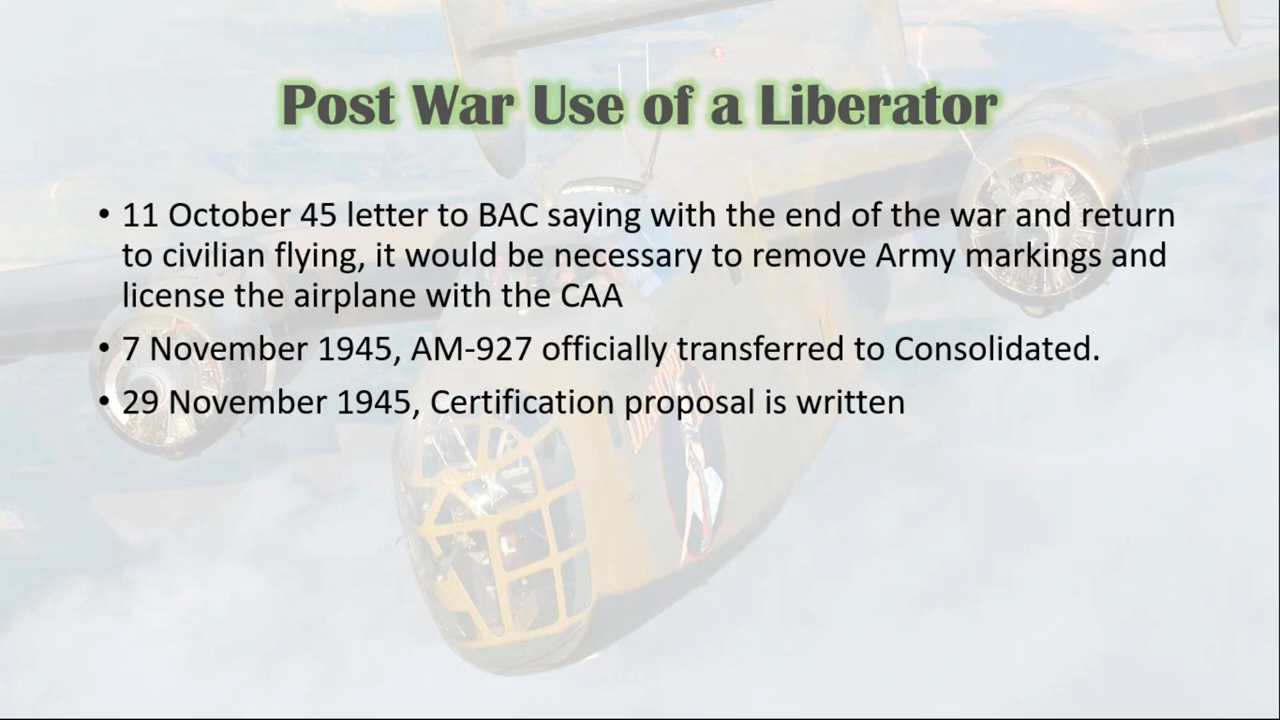 Post War Use of a Liberator
• 11 October 45 letter to BAC saying with the end of the war and return
to civilian flying, it would be necessary to remove Army markings and
license the airplane with the CAA
• 7 November 1945, AM-927 officially transferred to Consolidated.
• 29 November 1945, Certification proposal is written